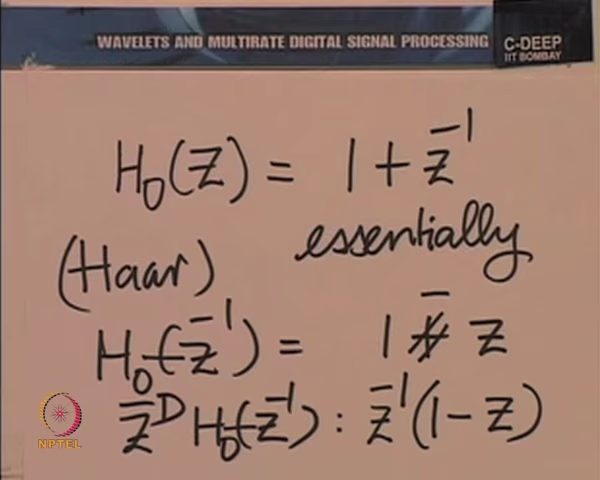 WAVELETS AND MULTIRATE DIGITAL SIGNAL PROCESSING
C-DEEP
IIT BOMBAY
H₀(Z) = 1 + z⁻¹
(Haar) essentially
H₀(-z⁻¹) = 1 - z
z⁻ᴰ H₀(-z⁻¹) : z⁻¹(1 - z)
NPTEL